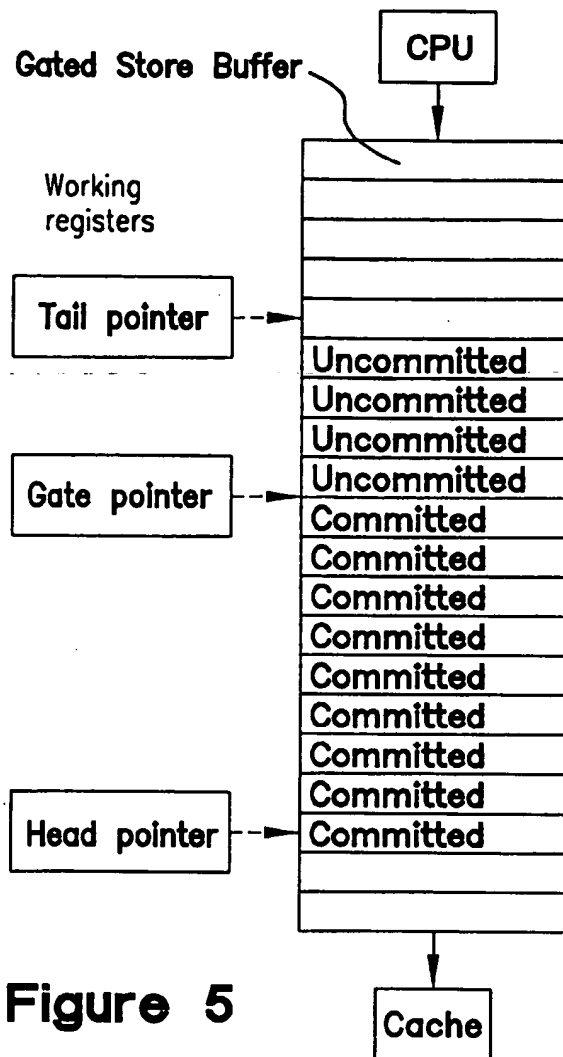 CPU
Gated Store Buffer
Working
registers
Tail pointer
Uncommitted
Uncommitted
Uncommitted
Uncommitted
Gate pointer
Committed
Committed
Committed
Committed
Committed
Committed
Committed
Committed
Head pointer
Committed
Figure 5
Cache